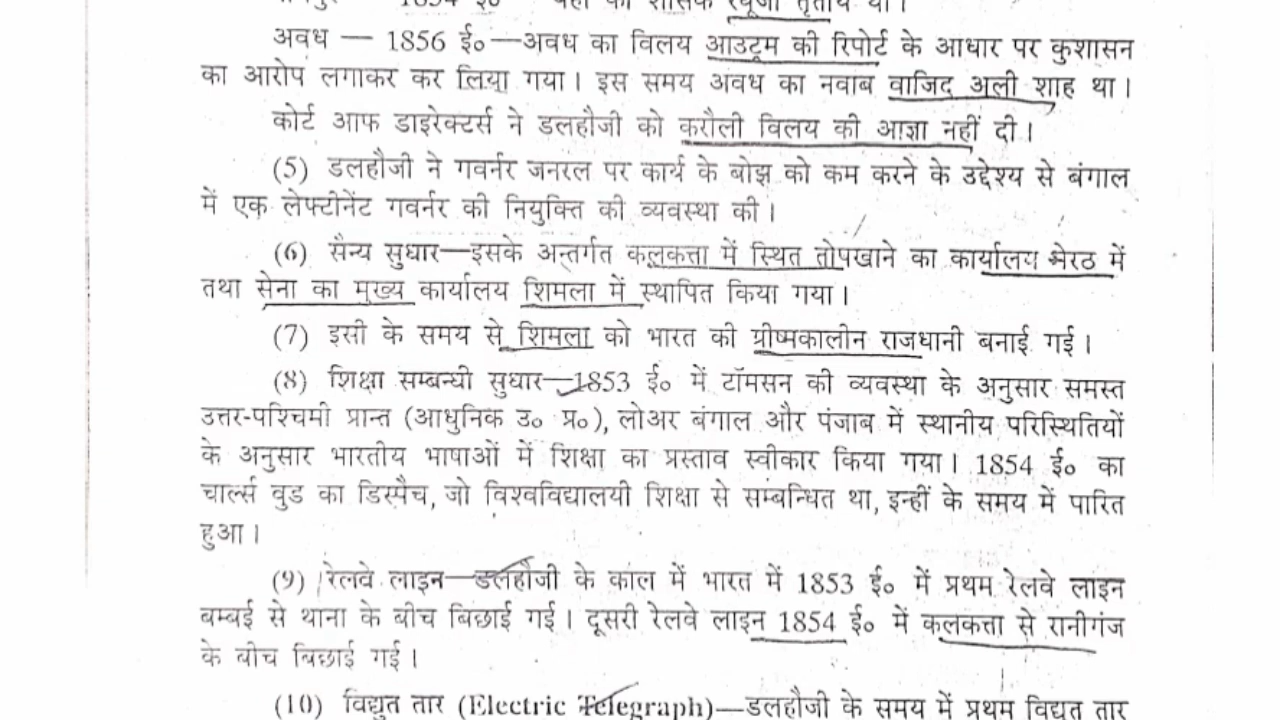 1854 ई० यहाँ का शासक रघूजी तृतीय था।
अवध — 1856 ई०—अवध का विलय आउट्रम की रिपोर्ट के आधार पर कुशासन
का आरोप लगाकर कर लिया गया। इस समय अवध का नवाब वाजिद अली शाह था।
कोर्ट आफ डाइरेक्टर्स ने डलहौजी को करौली विलय की आज्ञा नहीं दी।
(5) डलहौजी ने गवर्नर जनरल पर कार्य के बोझ को कम करने के उद्देश्य से बंगाल
में एक लेफ्टीनेंट गवर्नर की नियुक्ति की व्यवस्था की।
(6) सैन्य सुधार—इसके अन्तर्गत कलकत्ता में स्थित तोपखाने का कार्यालय मेरठ में
तथा सेना का मुख्य कार्यालय शिमला में स्थापित किया गया।
(7) इसी के समय से शिमला को भारत की ग्रीष्मकालीन राजधानी बनाई गई।
(8) शिक्षा सम्बन्धी सुधार—1853 ई० में टॉमसन की व्यवस्था के अनुसार समस्त
उत्तर-पश्चिमी प्रान्त (आधुनिक उ० प्र०), लोअर बंगाल और पंजाब में स्थानीय परिस्थितियों
के अनुसार भारतीय भाषाओं में शिक्षा का प्रस्ताव स्वीकार किया गया। 1854 ई० का
चार्ल्स वुड का डिस्पैच, जो विश्वविद्यालयी शिक्षा से सम्बन्धित था, इन्हीं के समय में पारित
हुआ।
(9) रेलवे लाइन—डलहौजी के काल में भारत में 1853 ई० में प्रथम रेलवे लाइन
बम्बई से थाना के बीच बिछाई गई। दूसरी रेलवे लाइन 1854 ई० में कलकत्ता से रानीगंज
के बीच बिछाई गई।
(10) विद्युत तार (Electric Telegraph)—डलहौजी के समय में प्रथम विद्युत तार